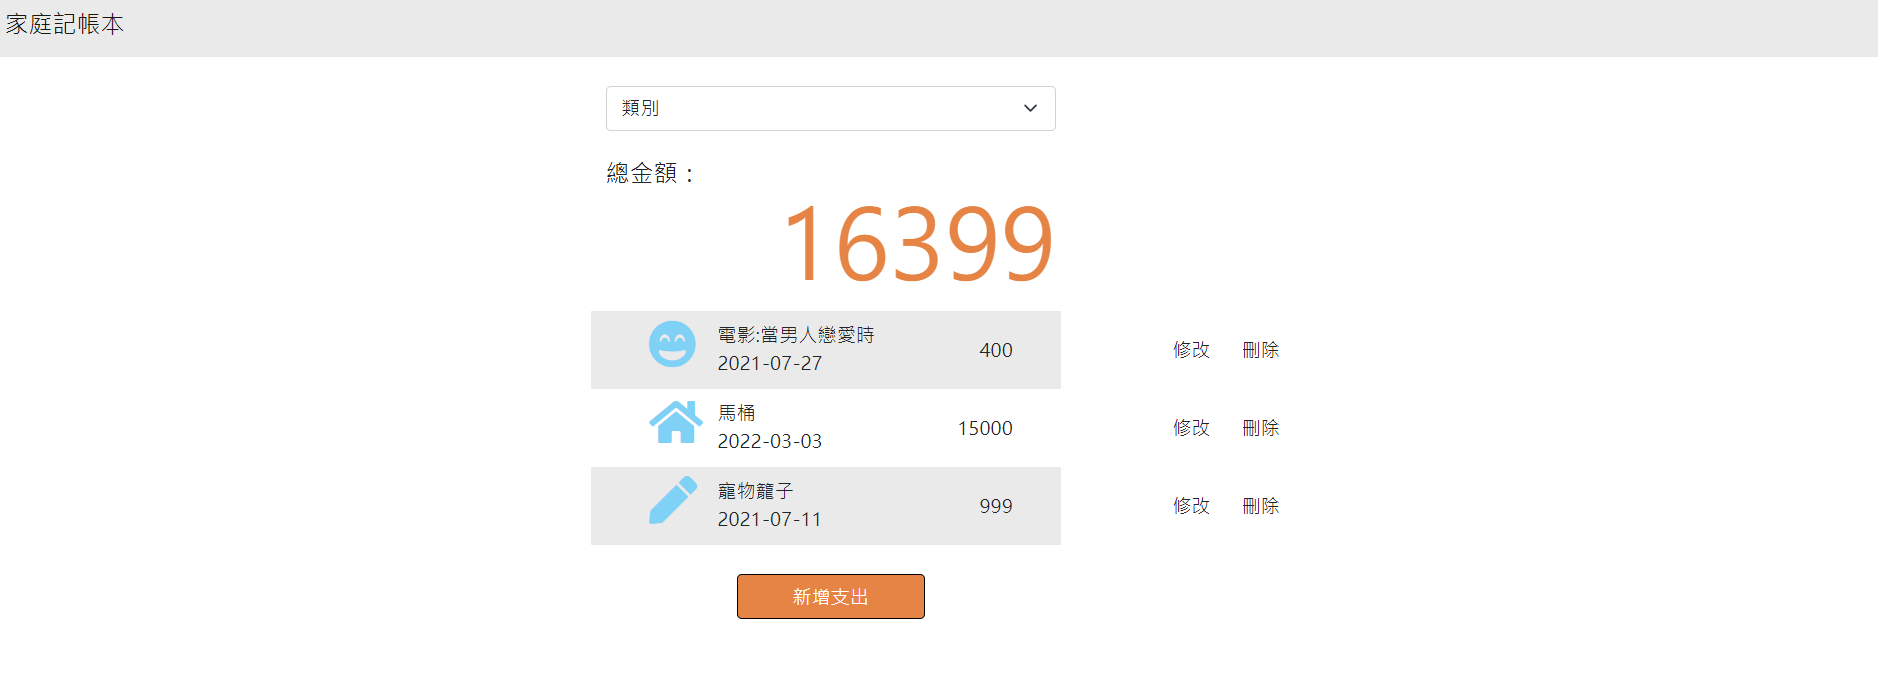 家庭記帳本
類別
總金額：
16399
電影:當男人戀愛時
2021-07-27
400
修改
刪除
馬桶
2022-03-03
15000
修改
刪除
寵物籠子
2021-07-11
999
修改
刪除
新增支出